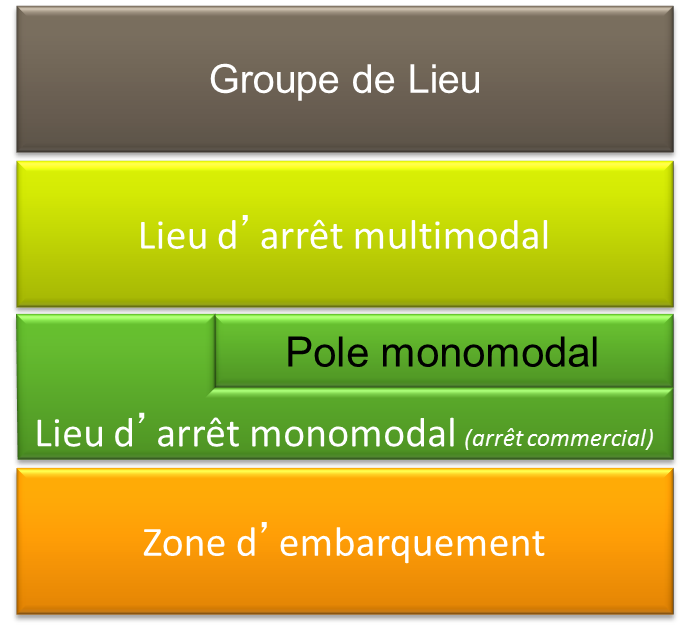 Groupe de Lieu
Lieu d’ arrêt multimodal
Pole monomodal
Lieu d’ arrêt monomodal (arrêt commercial)
Zone d’ embarquement